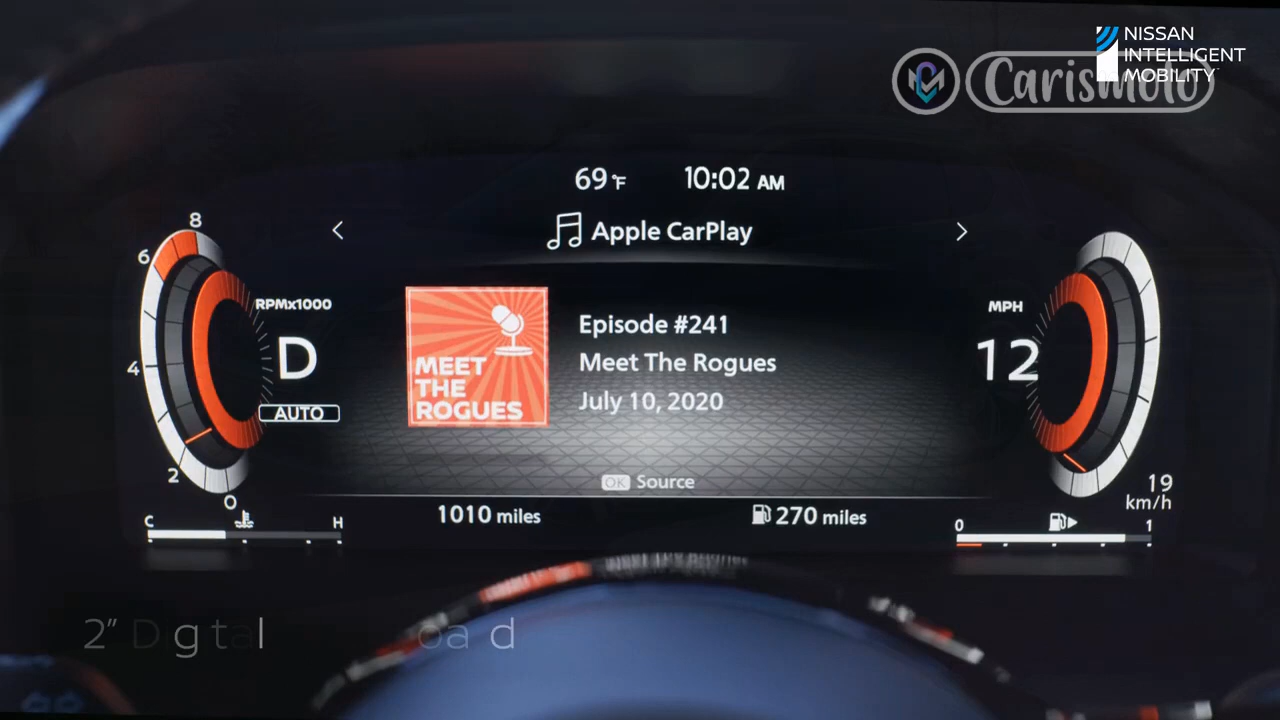 NISSAN
INTELLIGENT
MOBILITY
Carismoto
69°F 10:02 AM
Apple CarPlay
8
6
4
2
0
RPMx1000
D
AUTO
MEET
THE
ROGUES
Episode #241
Meet The Rogues
July 10, 2020
MPH
12
OK Source
19
km/h
1010 miles
270 miles
C H
0 1